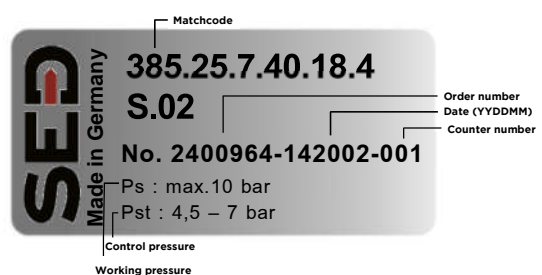 Matchcode
SED
Made in Germany
385.25.7.40.18.4
S.02
Order number
Date (YYDDMM)
Counter number
No. 2400964-142002-001
Ps : max.10 bar
Pst : 4,5 – 7 bar
Control pressure
Working pressure